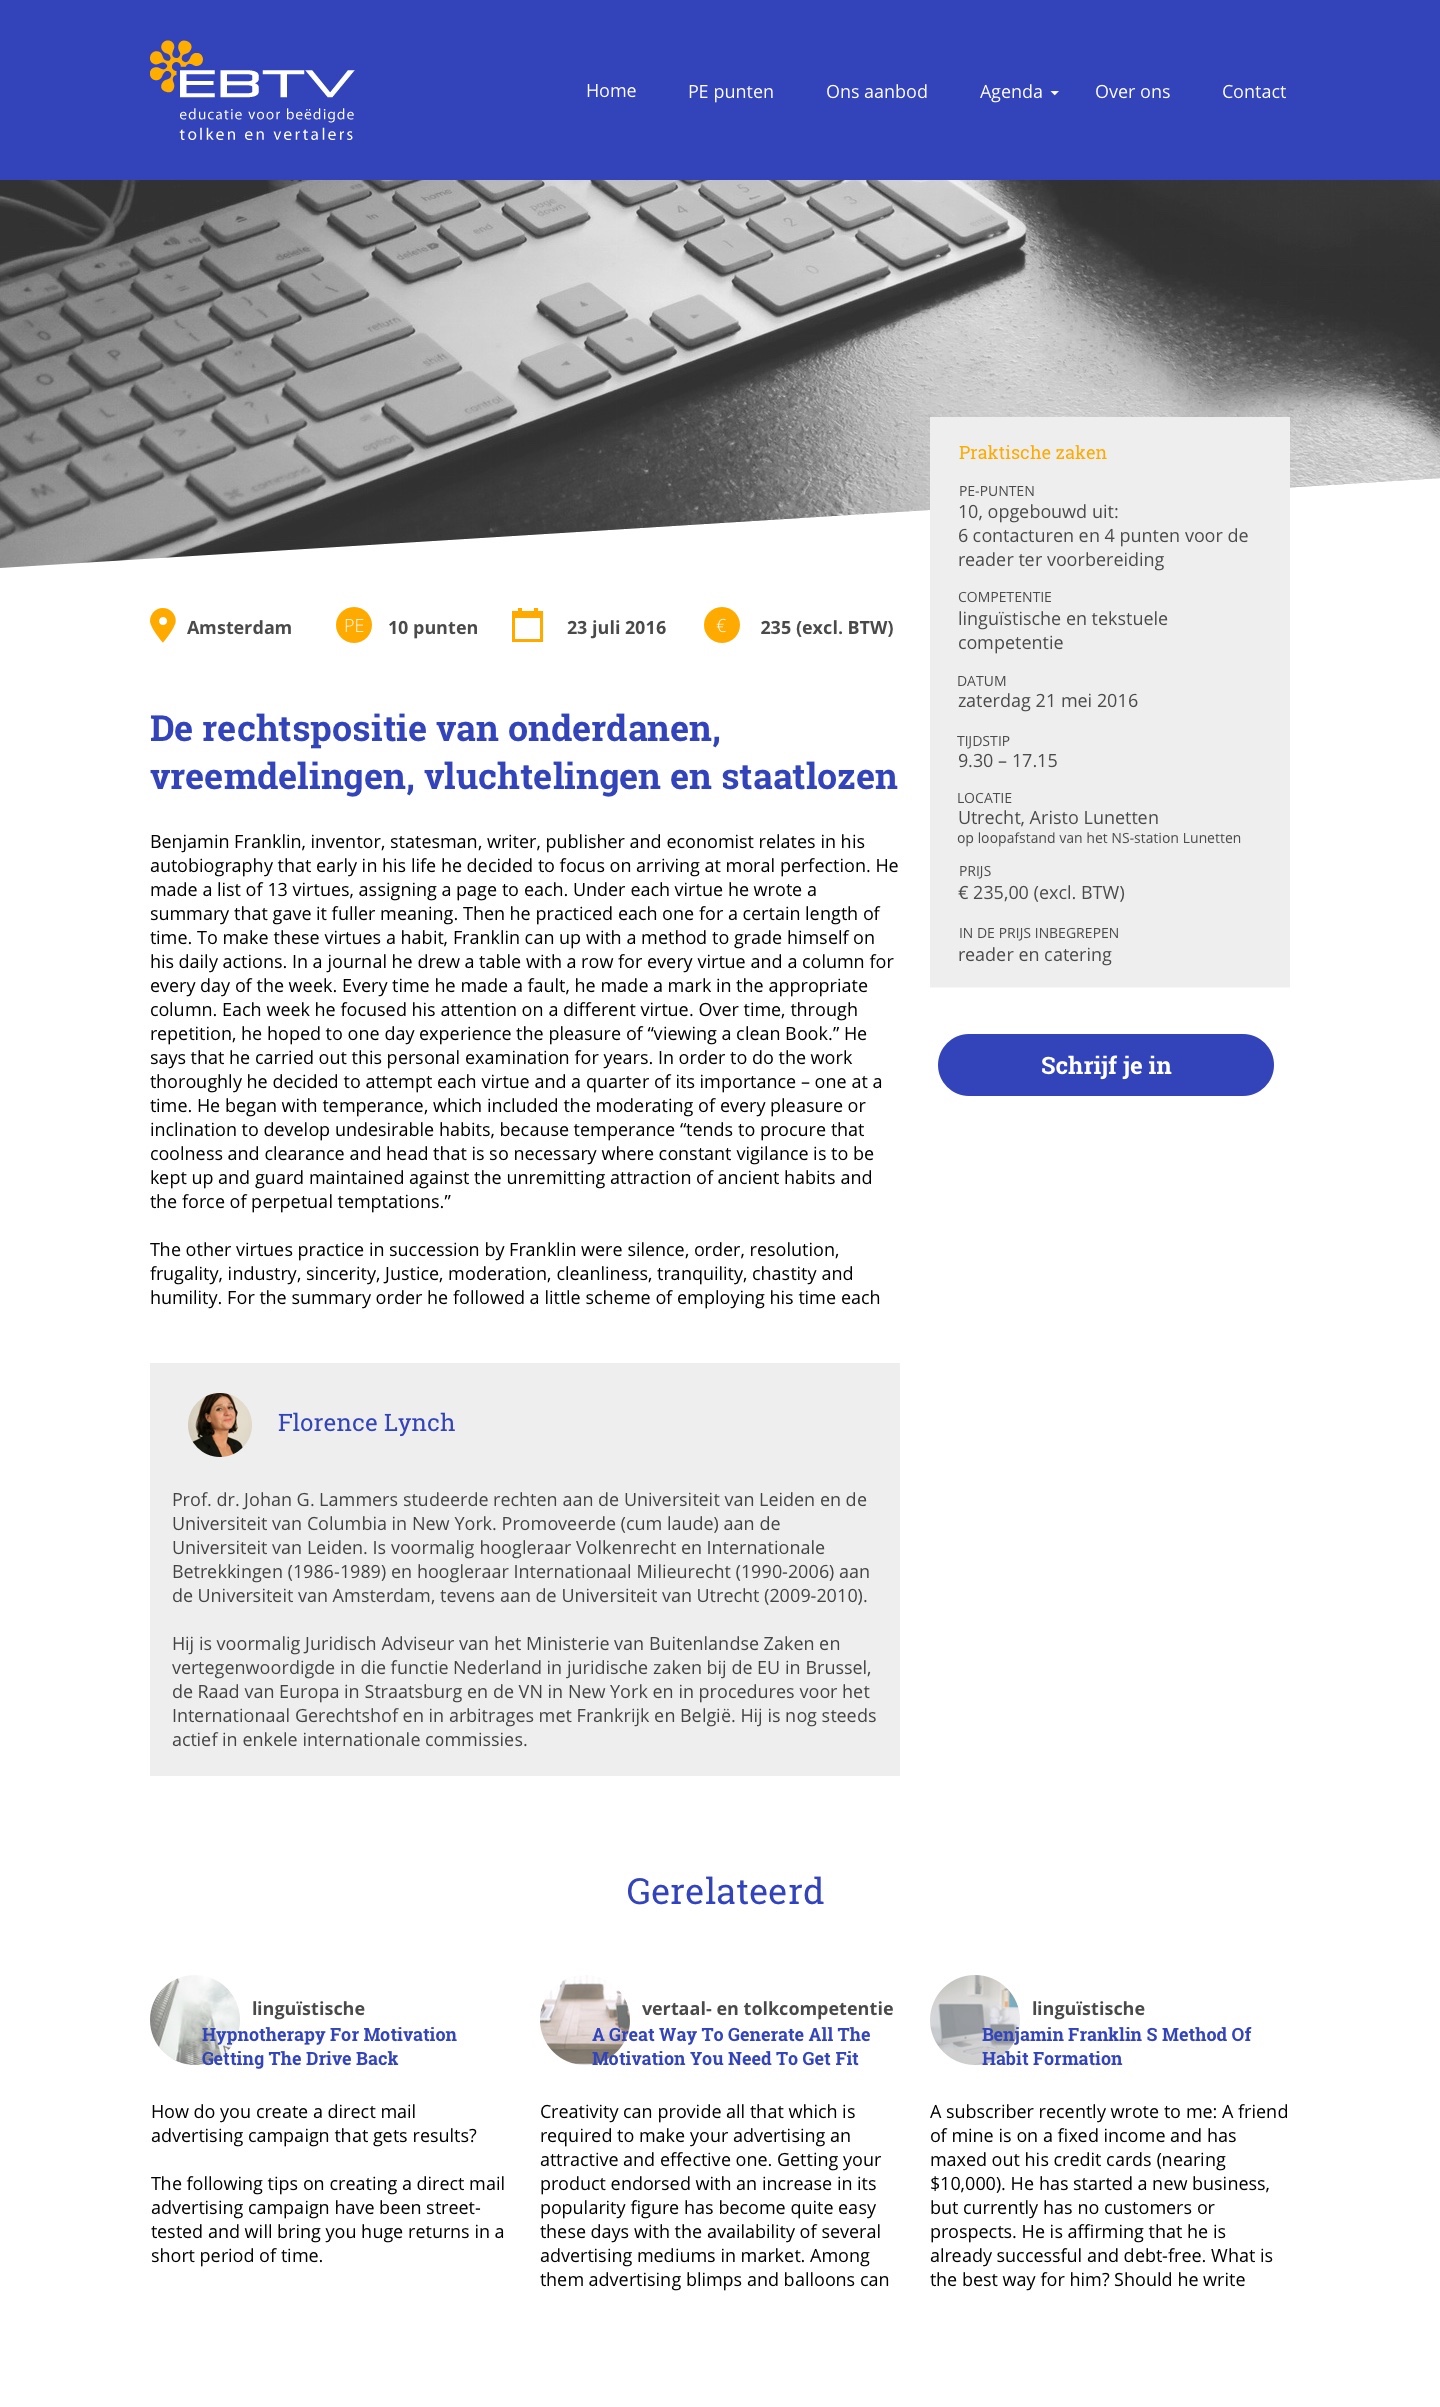 EBTV
educatie voor beëdigde
tolken en vertalers
Home
PE punten
Ons aanbod
Agenda
Over ons
Contact
delete
home
page down
end
delete
return
shift
control
option
command
alt
fn
4
5
1
2
3
0
P
L
K
M
N
Praktische zaken
PE-PUNTEN
10, opgebouwd uit:
6 contacturen en 4 punten voor de
reader ter voorbereiding
COMPETENTIE
linguïstische en tekstuele
competentie
DATUM
zaterdag 21 mei 2016
TIJDSTIP
9.30 – 17.15
LOCATIE
Utrecht, Aristo Lunetten
op loopafstand van het NS-station Lunetten
PRIJS
€ 235,00 (excl. BTW)
IN DE PRIJS INBEGREPEN
reader en catering
Schrijf je in
Amsterdam
PE 10 punten
23 juli 2016
€ 235 (excl. BTW)
De rechtspositie van onderdanen,
vreemdelingen, vluchtelingen en staatlozen
Benjamin Franklin, inventor, statesman, writer, publisher and economist relates in his
autobiography that early in his life he decided to focus on arriving at moral perfection. He
made a list of 13 virtues, assigning a page to each. Under each virtue he wrote a
summary that gave it fuller meaning. Then he practiced each one for a certain length of
time. To make these virtues a habit, Franklin can up with a method to grade himself on
his daily actions. In a journal he drew a table with a row for every virtue and a column for
every day of the week. Every time he made a fault, he made a mark in the appropriate
column. Each week he focused his attention on a different virtue. Over time, through
repetition, he hoped to one day experience the pleasure of “viewing a clean Book.” He
says that he carried out this personal examination for years. In order to do the work
thoroughly he decided to attempt each virtue and a quarter of its importance – one at a
time. He began with temperance, which included the moderating of every pleasure or
inclination to develop undesirable habits, because temperance “tends to procure that
coolness and clearance and head that is so necessary where constant vigilance is to be
kept up and guard maintained against the unremitting attraction of ancient habits and
the force of perpetual temptations.”
The other virtues practice in succession by Franklin were silence, order, resolution,
frugality, industry, sincerity, Justice, moderation, cleanliness, tranquility, chastity and
humility. For the summary order he followed a little scheme of employing his time each
Florence Lynch
Prof. dr. Johan G. Lammers studeerde rechten aan de Universiteit van Leiden en de
Universiteit van Columbia in New York. Promoveerde (cum laude) aan de
Universiteit van Leiden. Is voormalig hoogleraar Volkenrecht en Internationale
Betrekkingen (1986-1989) en hoogleraar Internationaal Milieurecht (1990-2006) aan
de Universiteit van Amsterdam, tevens aan de Universiteit van Utrecht (2009-2010).
Hij is voormalig Juridisch Adviseur van het Ministerie van Buitenlandse Zaken en
vertegenwoordigde in die functie Nederland in juridische zaken bij de EU in Brussel,
de Raad van Europa in Straatsburg en de VN in New York en in procedures voor het
Internationaal Gerechtshof en in arbitrages met Frankrijk en België. Hij is nog steeds
actief in enkele internationale commissies.
Gerelateerd
linguïstische
Hypnotherapy For Motivation
Getting The Drive Back
How do you create a direct mail
advertising campaign that gets results?
The following tips on creating a direct mail
advertising campaign have been street-
tested and will bring you huge returns in a
short period of time.
vertaal- en tolkcompetentie
A Great Way To Generate All The
Motivation You Need To Get Fit
Creativity can provide all that which is
required to make your advertising an
attractive and effective one. Getting your
product endorsed with an increase in its
popularity figure has become quite easy
these days with the availability of several
advertising mediums in market. Among
them advertising blimps and balloons can
linguïstische
Benjamin Franklin S Method Of
Habit Formation
A subscriber recently wrote to me: A friend
of mine is on a fixed income and has
maxed out his credit cards (nearing
$10,000). He has started a new business,
but currently has no customers or
prospects. He is affirming that he is
already successful and debt-free. What is
the best way for him? Should he write